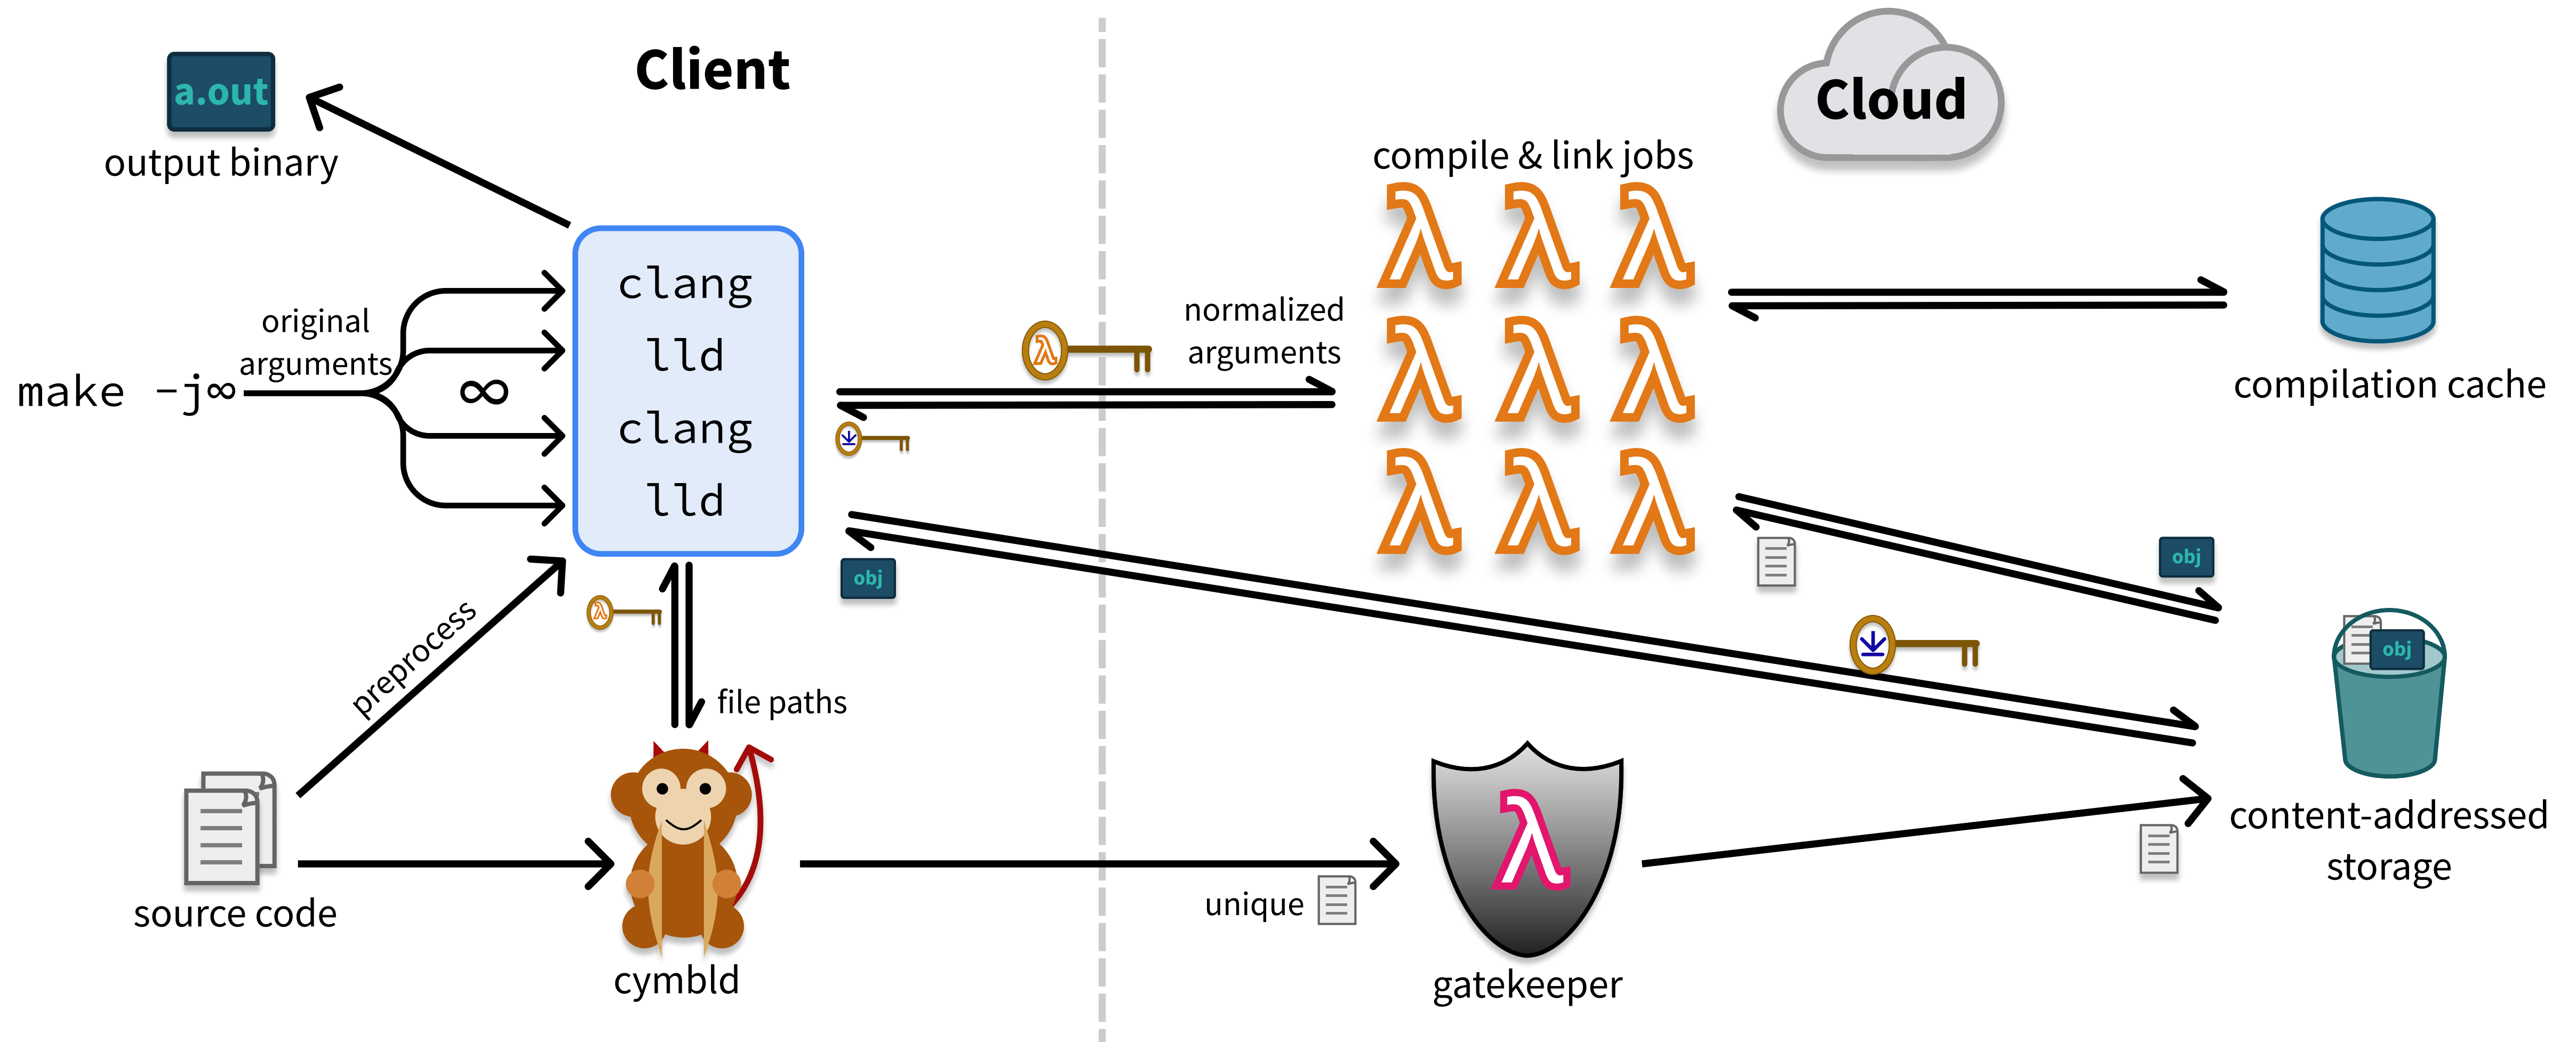 Client
Cloud
a.out
output binary
compile & link jobs
λ λ λ
λ λ λ
λ λ λ
clang
lld
clang
lld
original
arguments
make -j∞
∞
λ
normalized
arguments
compilation cache
obj
obj
λ
preprocess
file paths
obj
content-addressed
storage
source code
cymbld
unique
λ
gatekeeper